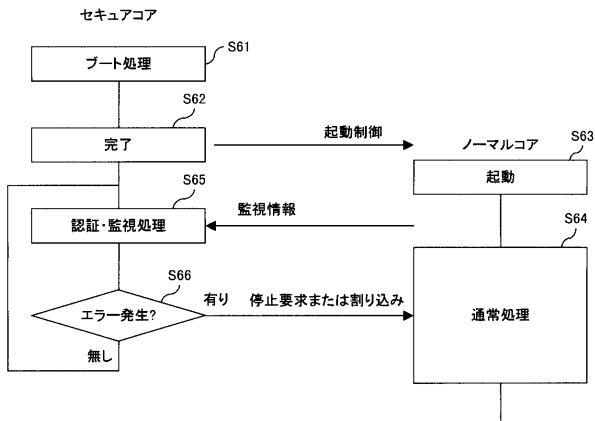 セキュアコア
S61
ブート処理
S62
完了
起動制御
ノーマルコア
S63
起動
S65
認証・監視処理
監視情報
S64
通常処理
S66
エラー発生?
有り
停止要求または割り込み
無し